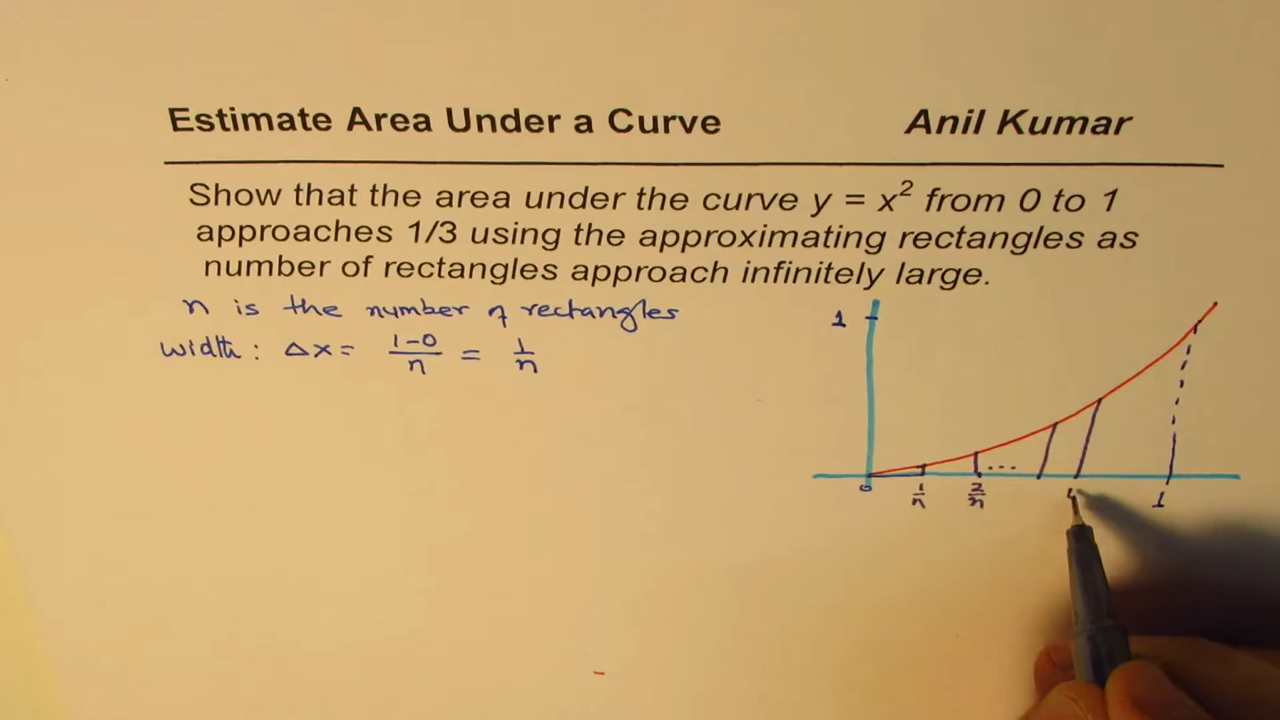 Estimate Area Under a Curve Anil Kumar
Show that the area under the curve y = x² from 0 to 1
approaches 1/3 using the approximating rectangles as
number of rectangles approach infinitely large.
n is the number of rectangles
width: Δx = (1-0)/n = 1/n
1
0 1/n 2/n ... 1